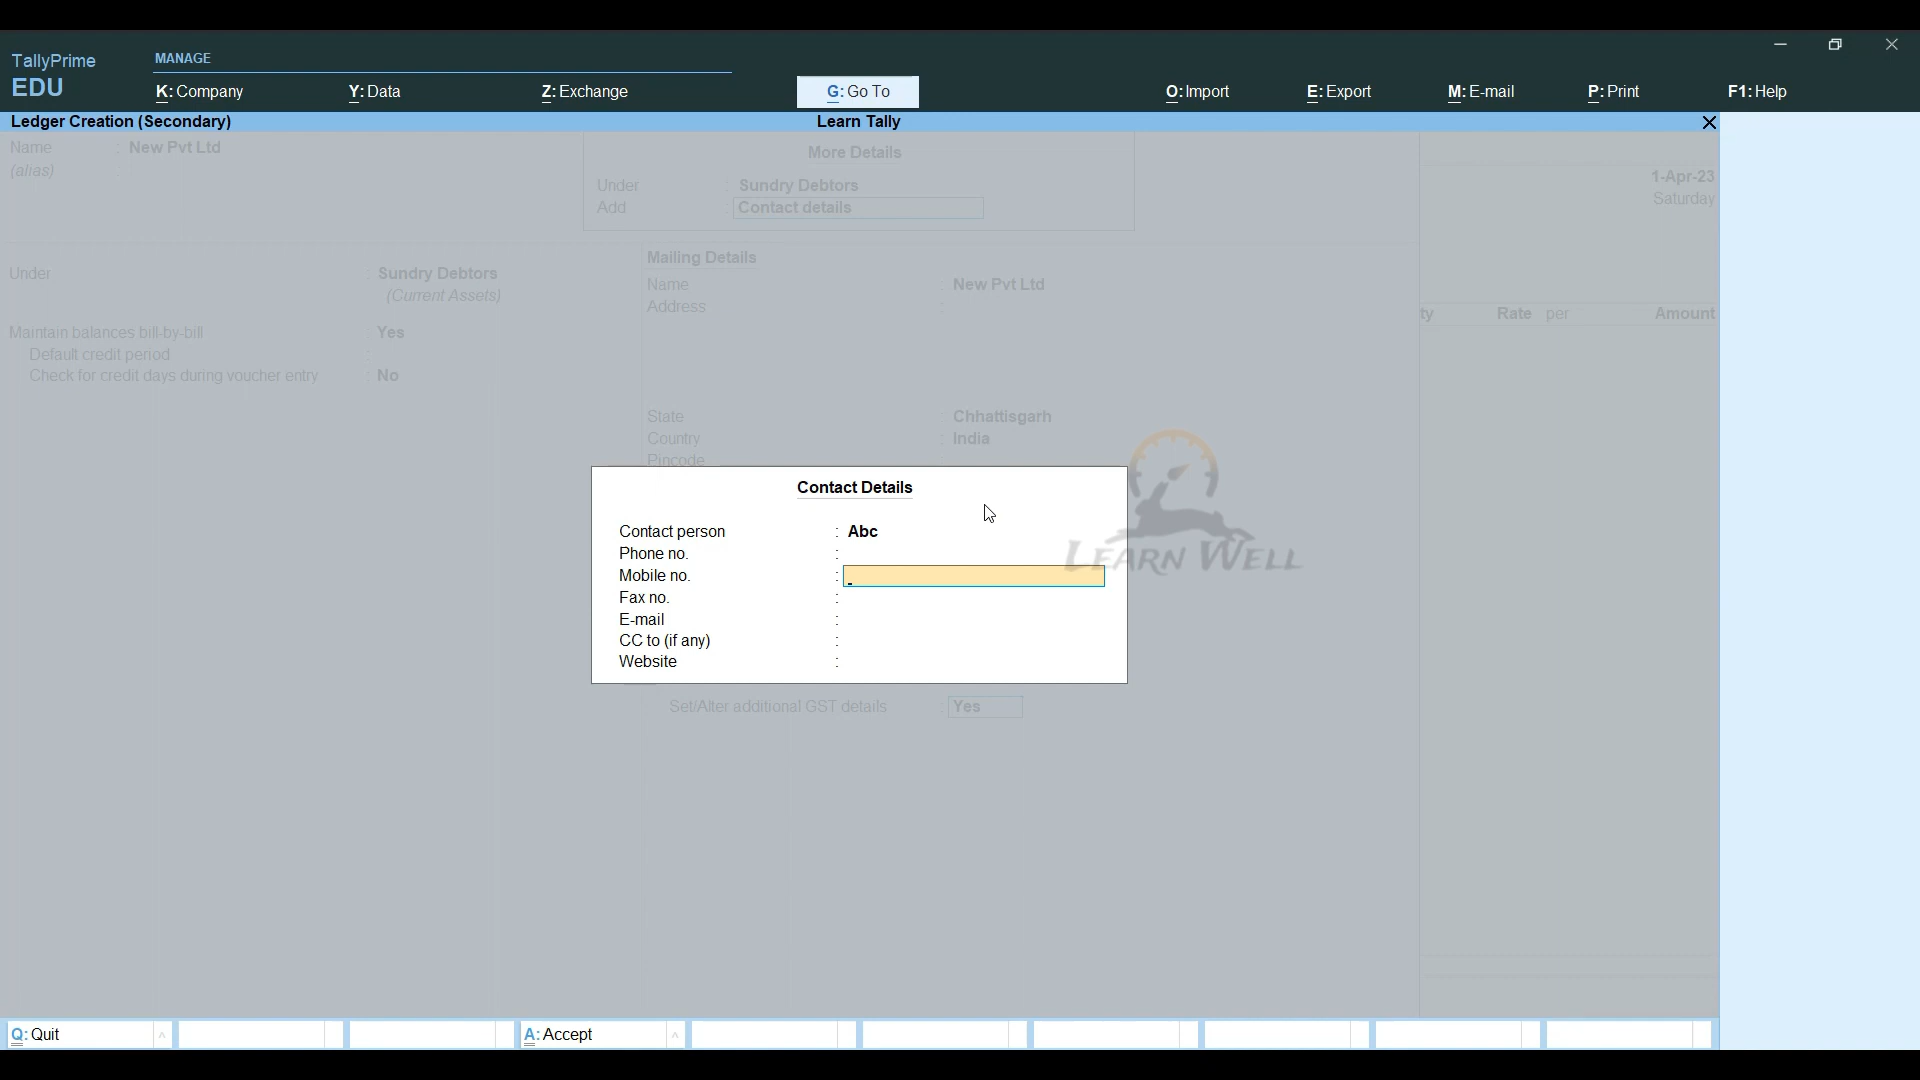 TallyPrime
EDU
MANAGE
K: Company
Y: Data
Z: Exchange
G: Go To
O: Import
E: Export
M: E-mail
P: Print
F1: Help
Ledger Creation (Secondary)
Learn Tally
Name : New Pvt Ltd
(alias) :
More Details
Under : Sundry Debtors
Add : Contact details
1-Apr-23
Saturday
Under : Sundry Debtors
(Current Assets)
Maintain balances bill-by-bill : Yes
Default credit period :
Check for credit days during voucher entry : No
Mailing Details
Name : New Pvt Ltd
Address :
ty Rate per Amount
State : Chhattisgarh
Country : India
Pincode
Contact Details
Contact person : Abc
Phone no. :
Mobile no. :
Fax no. :
E-mail :
CC to (if any) :
Website :
LEARN WELL
Set/Alter additional GST details : Yes
Q: Quit
A: Accept